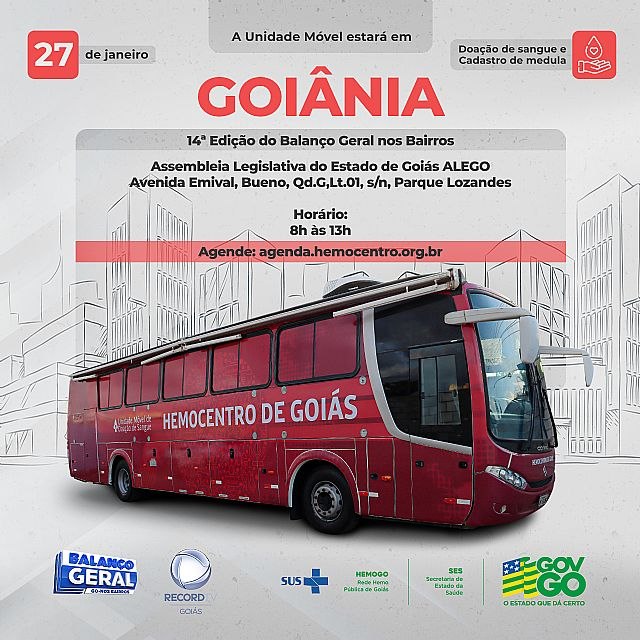 27 de janeiro
A Unidade Móvel estará em
Doação de sangue e
Cadastro de medula
GOIÂNIA
14ª Edição do Balanço Geral nos Bairros
Assembleia Legislativa do Estado de Goiás ALEGO
Avenida Emival, Bueno, Qd.G,Lt.01, s/n, Parque Lozandes
Horário:
8h às 13h
Agende: agenda.hemocentro.org.br
Unidade Móvel de
Doação de Sangue
HEMOCENTRO DE GOIÁS
HEMOCENTRO DE GOIÁS
BALANÇO
GERAL
GO-NOS BAIRROS
RECORDTV
GOIÁS
SUS
HEMOGO
Rede Hemo
Pública de Goiás
SES
Secretaria de
Estado da
Saúde
GOV
GO
O ESTADO QUE DÁ CERTO